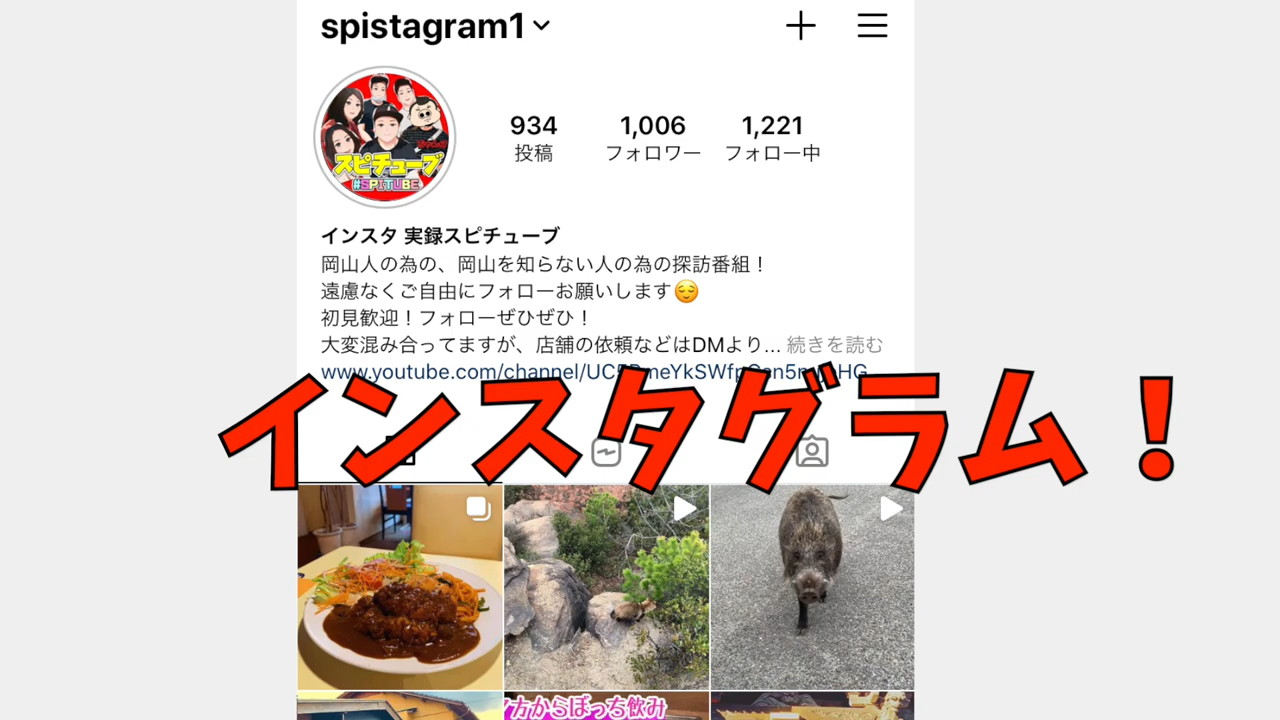 spistagram1
934
投稿
1,006
フォロワー
1,221
フォロー中
スピチューブ
#SPITUBE
インスタ 実録スピチューブ
岡山人の為の、岡山を知らない人の為の探訪番組！
遠慮なくご自由にフォローお願いします😌
初見歓迎！フォローぜひぜひ！
大変混み合ってますが、店舗の依頼などはDMより... 続きを読む
www.youtube.com/channel/
インスタグラム！
方からぼっち飲み